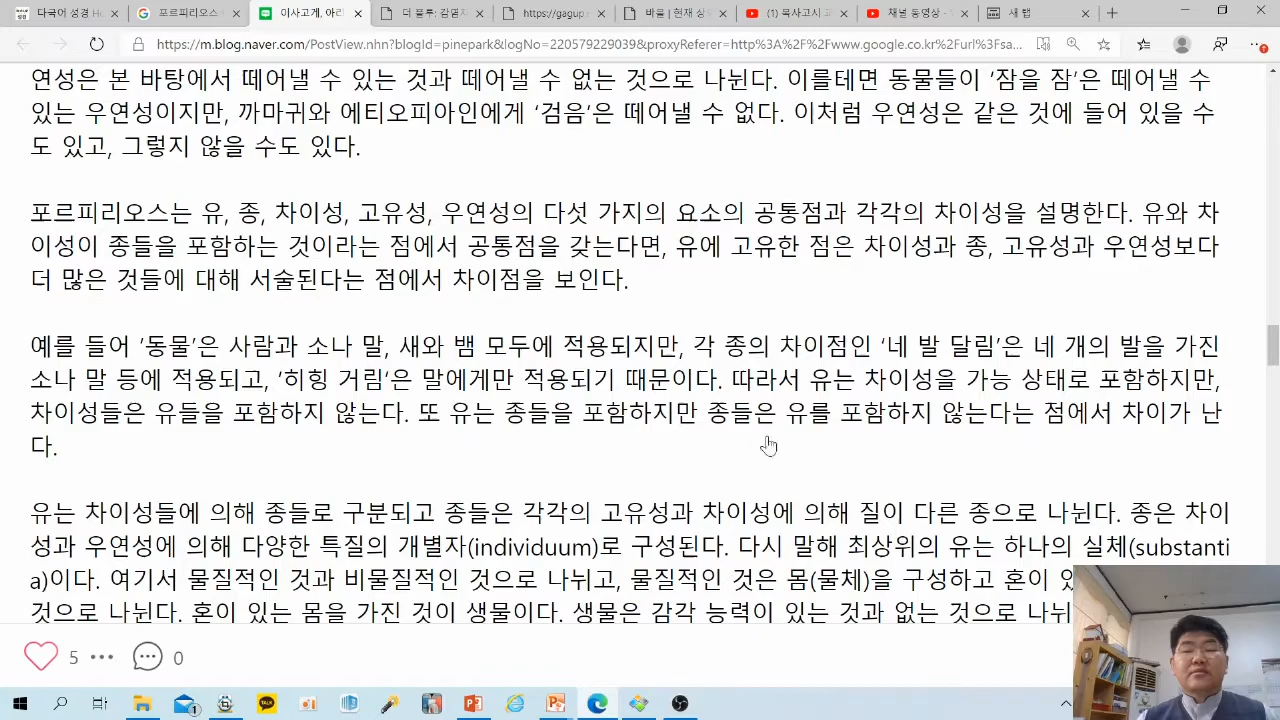 다국어 성경 Ho
포르피리오스
이사고게, 아리
더 플루: 감기지
https://gagup
바울 | 현재 상
(1) 목사고시 교
채널 동영상 -
새 탭
https://m.blog.naver.com/PostView.nhn?blogId=pinepark&logNo=220579229039&proxyReferer=http%3A%2F%2Fwww.google.co.kr%2Furl%3Fsa...
연성은 본 바탕에서 떼어낼 수 있는 것과 떼어낼 수 없는 것으로 나뉜다. 이를테면 동물들이 '잠을 잠'은 떼어낼 수
있는 우연성이지만, 까마귀와 에티오피아인에게 '검음'은 떼어낼 수 없다. 이처럼 우연성은 같은 것에 들어 있을 수
도 있고, 그렇지 않을 수도 있다.
포르피리오스는 유, 종, 차이성, 고유성, 우연성의 다섯 가지의 요소의 공통점과 각각의 차이성을 설명한다. 유와 차
이성이 종들을 포함하는 것이라는 점에서 공통점을 갖는다면, 유에 고유한 점은 차이성과 종, 고유성과 우연성보다
더 많은 것들에 대해 서술된다는 점에서 차이점을 보인다.
예를 들어 '동물'은 사람과 소나 말, 새와 뱀 모두에 적용되지만, 각 종의 차이점인 '네 발 달림'은 네 개의 발을 가진
소나 말 등에 적용되고, '히힝 거림'은 말에게만 적용되기 때문이다. 따라서 유는 차이성을 가능 상태로 포함하지만,
차이성들은 유들을 포함하지 않는다. 또 유는 종들을 포함하지만 종들은 유를 포함하지 않는다는 점에서 차이가 난
다.
유는 차이성들에 의해 종들로 구분되고 종들은 각각의 고유성과 차이성에 의해 질이 다른 종으로 나뉜다. 종은 차이
성과 우연성에 의해 다양한 특질의 개별자(individuum)로 구성된다. 다시 말해 최상위의 유는 하나의 실체(substanti
a)이다. 여기서 물질적인 것과 비물질적인 것으로 나뉘고, 물질적인 것은 몸(물체)을 구성하고 혼이 있
것으로 나뉜다. 혼이 있는 몸을 가진 것이 생물이다. 생물은 감각 능력이 있는 것과 없는 것으로 나뉘
5
0
TALK